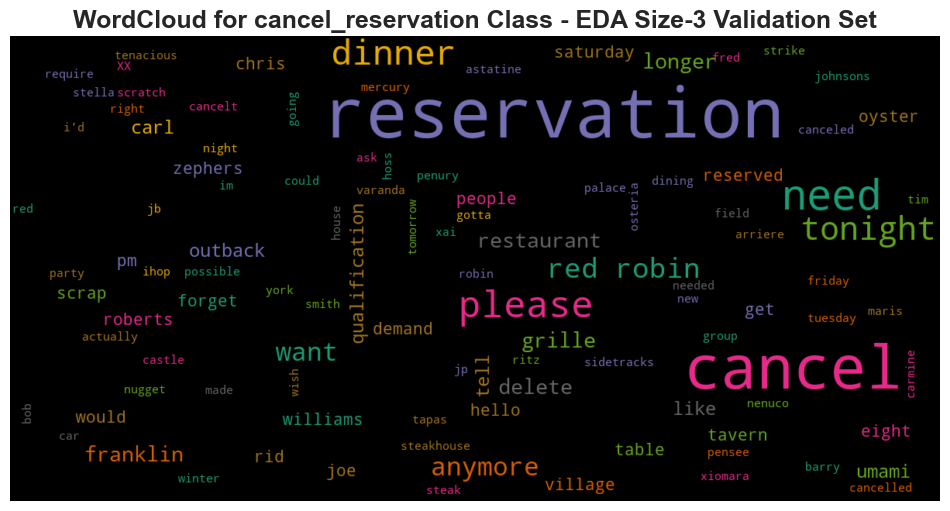 WordCloud for cancel_reservation Class - EDA Size-3 Validation Set
tenacious
XX
require
chris
dinner
astatine
saturday
longer
fred
strike
johnsons
stella
scratch
right
cancelt
going
mercury
reservation
oyster
canceled
i'd
carl
night
zephers
im
could
ask
hoss
penury
varanda
people
gotta
palace
dining
reserved
need
tim
red
jb
house
tomorrow
xai
osteria
field
arriere
tonight
restaurant
outback
pm
ihop
possible
party
qualification
robin
red robin
needed
new
friday
scrap
forget
york
smith
please
get
maris
tuesday
roberts
actually
demand
grille
group
castle
want
ritz
sidetracks
jp
tell
cancel
carmine
nugget
made
wish
delete
like
nenuco
bob
would
williams
hello
tapas
car
franklin
rid
joe
steakhouse
anymore
table
tavern
pensee
eight
winter
steak
village
xiomara
barry
umami
cancelled